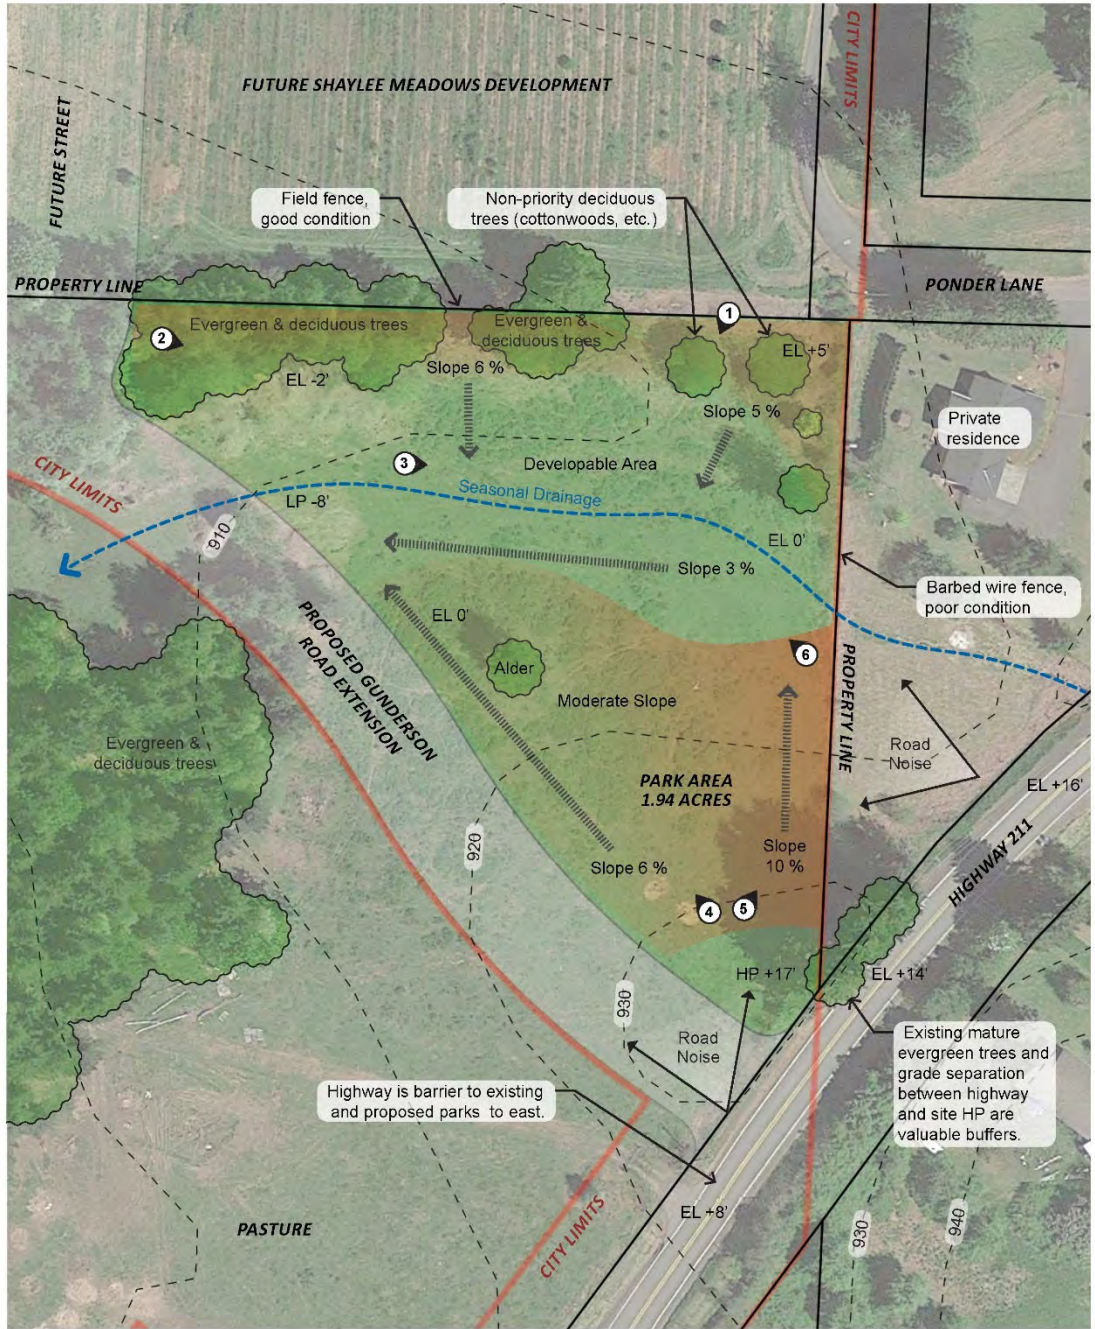 CITY LIMITS
FUTURE SHAYLEE MEADOWS DEVELOPMENT
FUTURE STREET
Field fence,
good condition
Non-priority deciduous
trees (cottonwoods, etc.)
PROPERTY LINE
PONDER LANE
1
2
Evergreen & deciduous trees
Evergreen &
deciduous trees
EL +5'
EL -2'
Slope 6 %
Slope 5 %
Private
residence
3
Developable Area
CITY LIMITS
LP -8'
Seasonal Drainage
910
EL 0'
Slope 3 %
Barbed wire fence,
poor condition
PROPOSED GUNDERSON
ROAD EXTENSION
EL 0'
6
Alder
PROPERTY LINE
Moderate Slope
Evergreen &
deciduous trees
Road
Noise
PARK AREA
1.94 ACRES
EL +16'
920
Slope
10 %
Slope 6 %
HIGHWAY 211
4
5
HP +17'
EL +14'
930
Road
Noise
Existing mature
evergreen trees and
grade separation
between highway
and site HP are
valuable buffers.
Highway is barrier to existing
and proposed parks to east.
EL +8'
PASTURE
CITY LIMITS
930
940